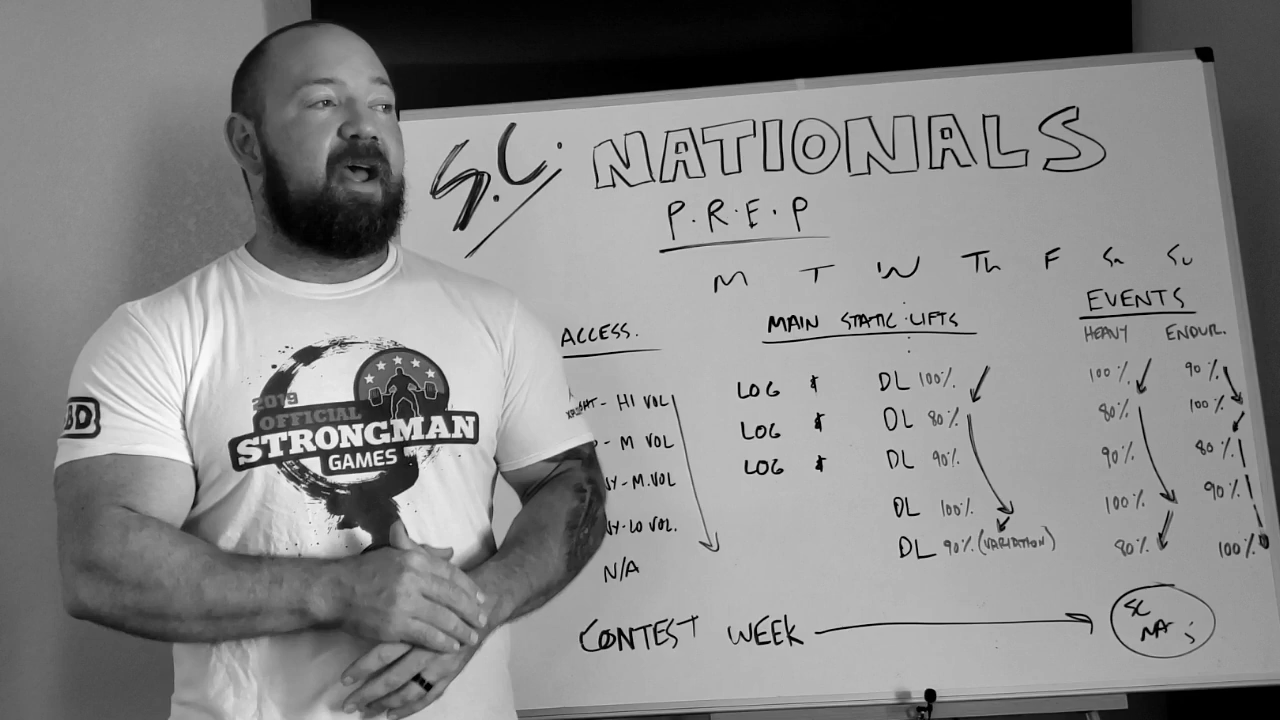 S.C. NATIONALS
P.R.E.P
M T W Th F Sa Su
ACCESS. MAIN STATIC LIFTS EVENTS
HEAVY ENDUR.
HI VOL LOG $ DL 100% 100% 90%
M VOL LOG $ DL 80% 80% 100%
M.VOL LOG $ DL 90% 90% 80%
LO VOL. DL 100% 100% 90%
N/A DL 90% (VARIATION) 80% 100%
CONTEST WEEK SC
NA
2019
OFFICIAL
STRONGMAN
GAMES